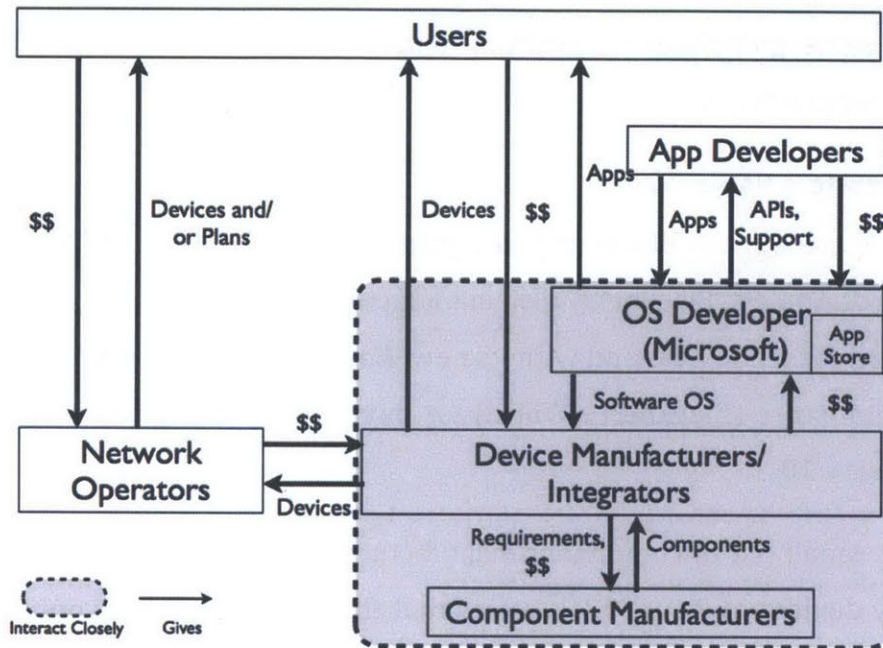 Users
App Developers
$$
Devices and/
or Plans
Devices
$$
Apps
Apps
APIs,
Support
$$
OS Developer
(Microsoft)
App
Store
Software OS
$$
Network
Operators
$$
Devices
Device Manufacturers/
Integrators
Requirements,
$$
Components
Component Manufacturers
Interact Closely
Gives